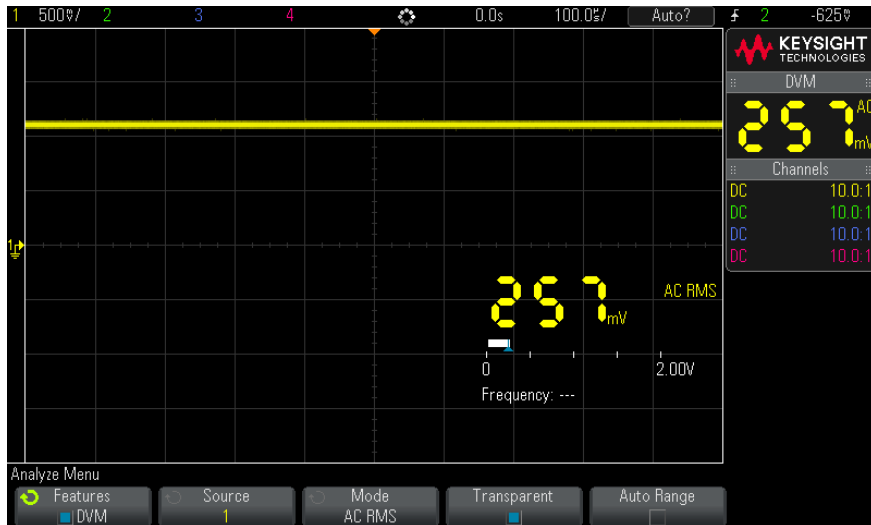 1 500mV/ 2 3 4 0.0s 100.0µs/ Auto? 2 -625mV
KEYSIGHT
TECHNOLOGIES
DVM
257 AC
mV
Channels
DC 10.0:1
DC 10.0:1
DC 10.0:1
DC 10.0:1
1
257 mV AC RMS
0 2.00V
Frequency: ---
Analyze Menu
Features Source Mode Transparent Auto Range
DVM 1 AC RMS